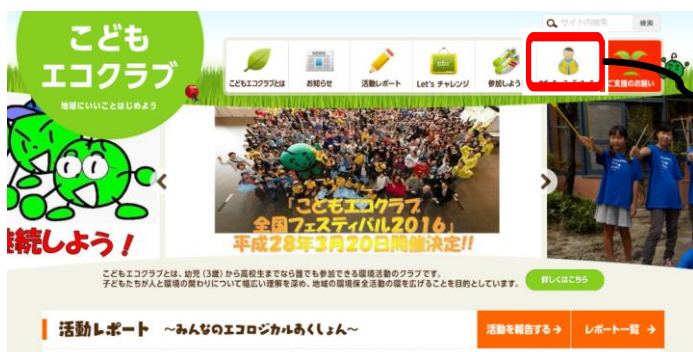 こども
エコクラブ
地球にいいことはじめよう
サイト内検索
検索
こどもエコクラブとは
NEWS
お知らせ
活動レポート
abc
Let's チャレンジ
参加しよう
ご支援のお願い
継続しよう!
「こどもエコクラブ
全国フェスティバル2016」
平成28年3月20日開催決定!!
こどもエコクラブとは、幼児（3歳）から高校生までなら誰でも参加できる環境活動のクラブです。
子どもたちが人と環境の関わりについて幅広い理解を深め、地域の環境保全活動の環を広げることを目的としています。
詳しくはこちら
活動レポート ～みんなのエコロジカルあくしょん～
活動を報告する→
レポート一覧 →